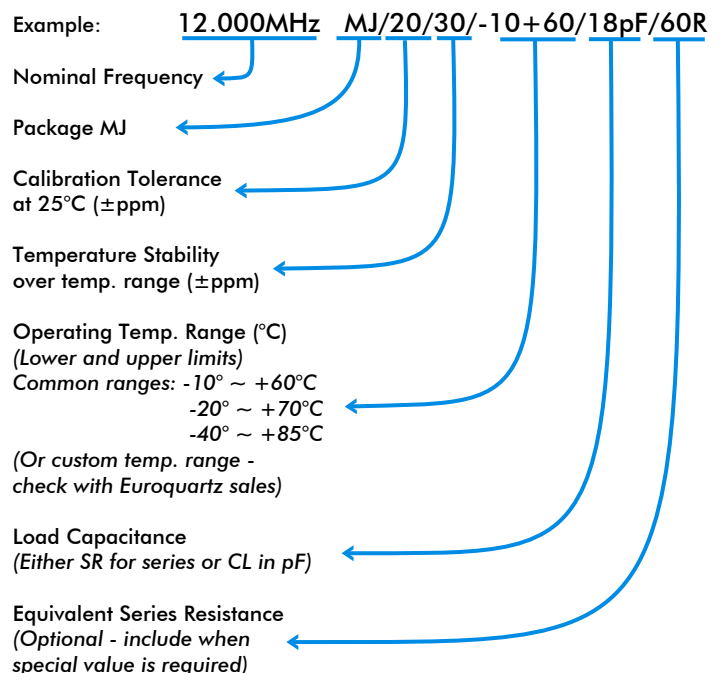 Example: 12.000MHz MJ/20/30/-10+60/18pF/60R
Nominal Frequency
Package MJ
Calibration Tolerance
at 25°C (±ppm)
Temperature Stability
over temp. range (±ppm)
Operating Temp. Range (°C)
(Lower and upper limits)
Common ranges: -10° ~ +60°C
-20° ~ +70°C
-40° ~ +85°C
(Or custom temp. range -
check with Euroquartz sales)
Load Capacitance
(Either SR for series or CL in pF)
Equivalent Series Resistance
(Optional - include when
special value is required)